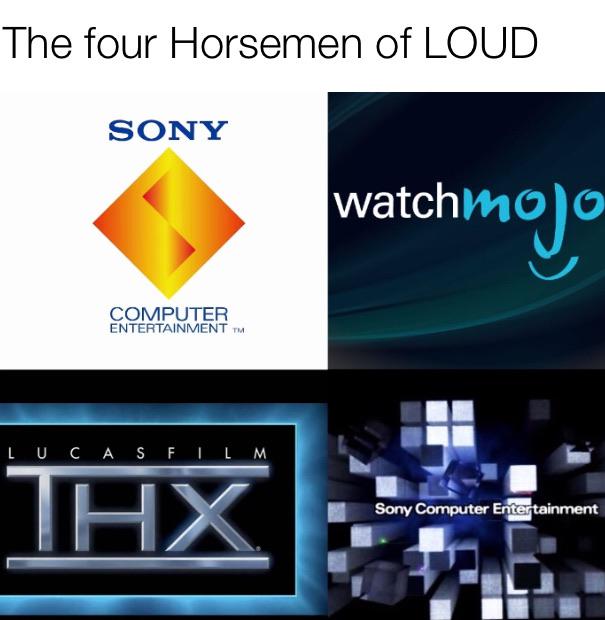 The four Horsemen of LOUD
SONY
COMPUTER
ENTERTAINMENT TM
watchmojo
LUCASFILM
THX
Sony Computer Entertainment